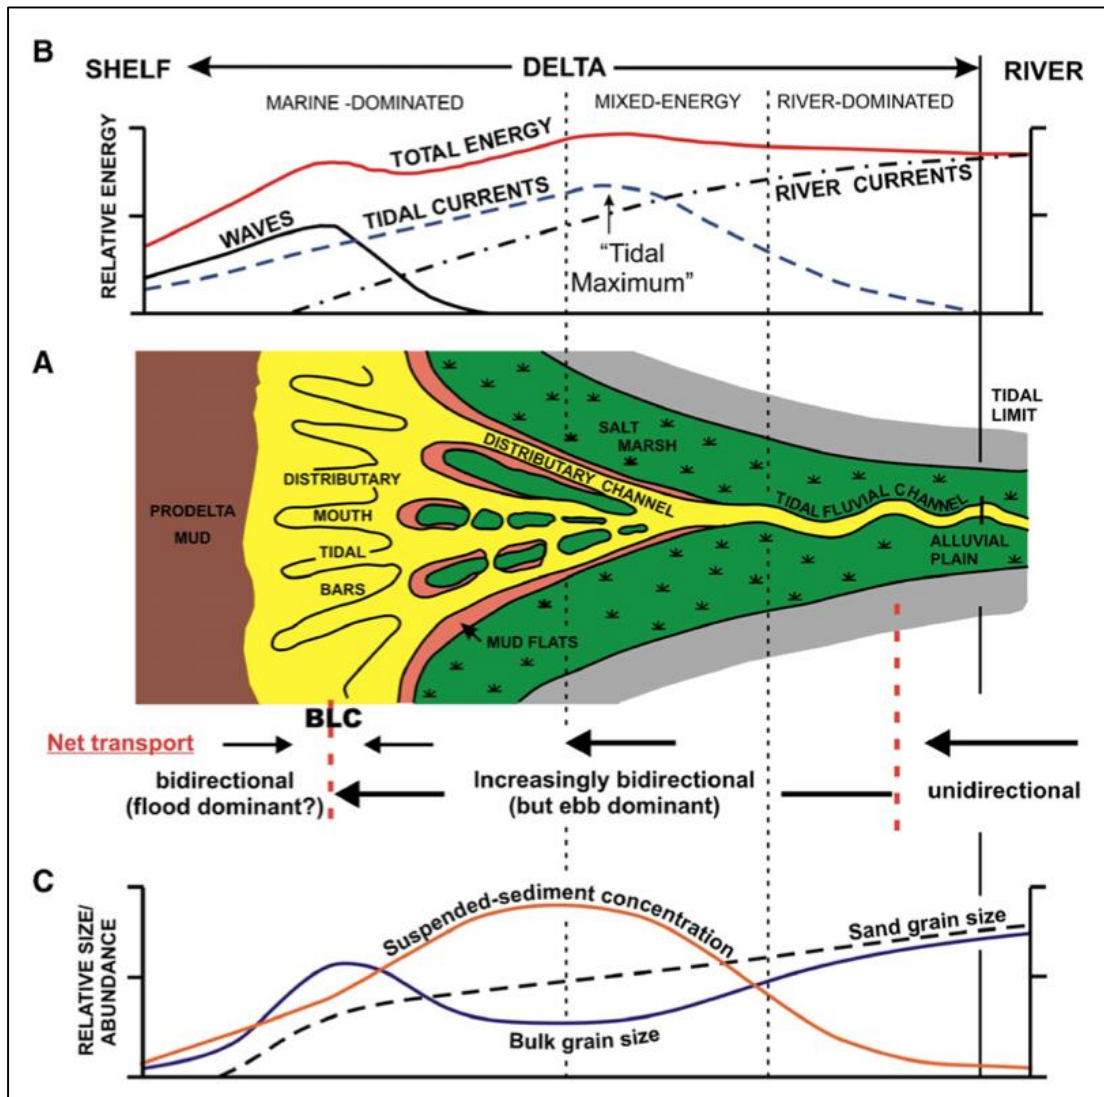 B
SHELF
DELTA
RIVER
MARINE -DOMINATED
MIXED-ENERGY
RIVER-DOMINATED
RELATIVE ENERGY
TOTAL ENERGY
WAVES
TIDAL CURRENTS
RIVER CURRENTS
“Tidal
Maximum”
A
TIDAL
LIMIT
SALT
MARSH
DISTRIBUTARY CHANNEL
DISTRIBUTARY
MOUTH
TIDAL
BARS
PRODELTA
MUD
TIDAL FLUVIAL CHANNEL
ALLUVIAL
PLAIN
MUD FLATS
BLC
Net transport
bidirectional
(flood dominant?)
Increasingly bidirectional
(but ebb dominant)
unidirectional
C
RELATIVE SIZE/
ABUNDANCE
Suspended-sediment concentration
Sand grain size
Bulk grain size